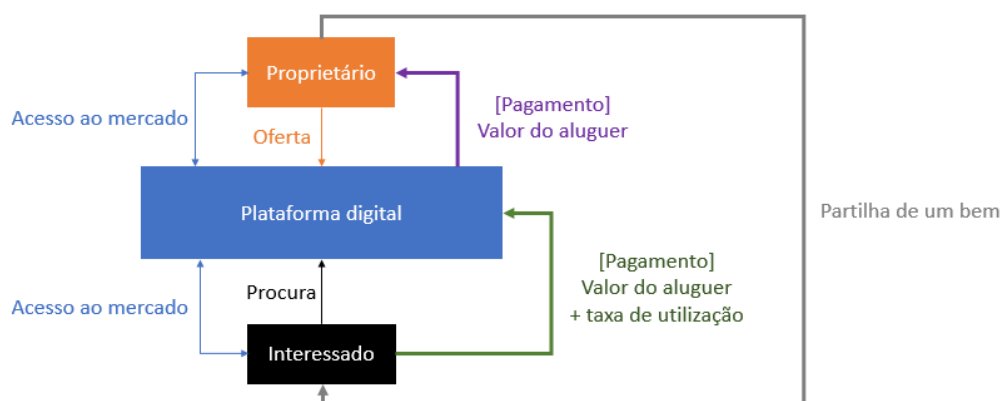 Proprietário
[Pagamento]
Valor do aluguer
Acesso ao mercado
Oferta
Plataforma digital
Partilha de um bem
[Pagamento]
Valor do aluguer
+ taxa de utilização
Procura
Acesso ao mercado
Interessado